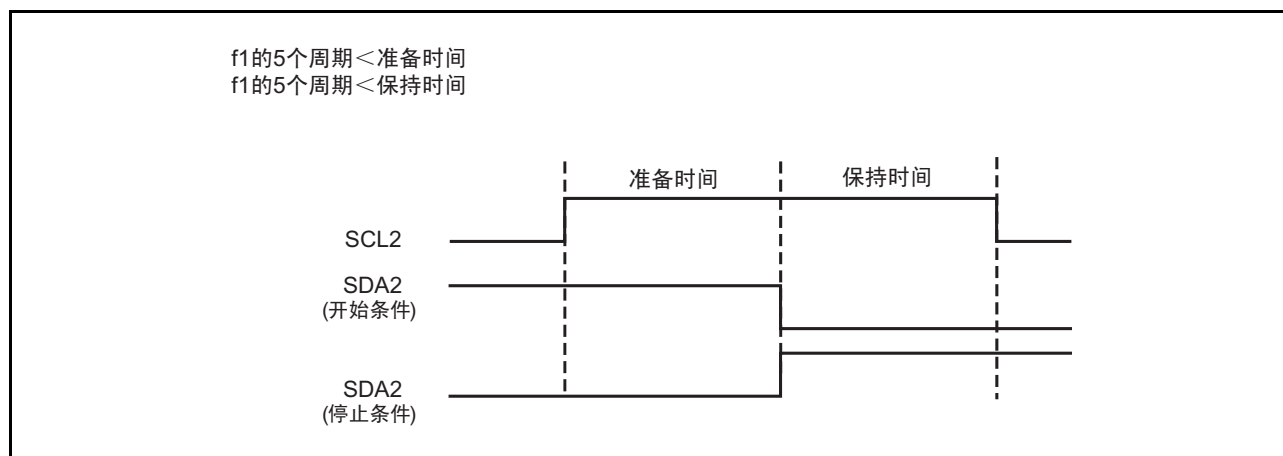 f1的5个周期＜准备时间
f1的5个周期＜保持时间
准备时间 保持时间
SCL2
SDA2
(开始条件)
SDA2
(停止条件)